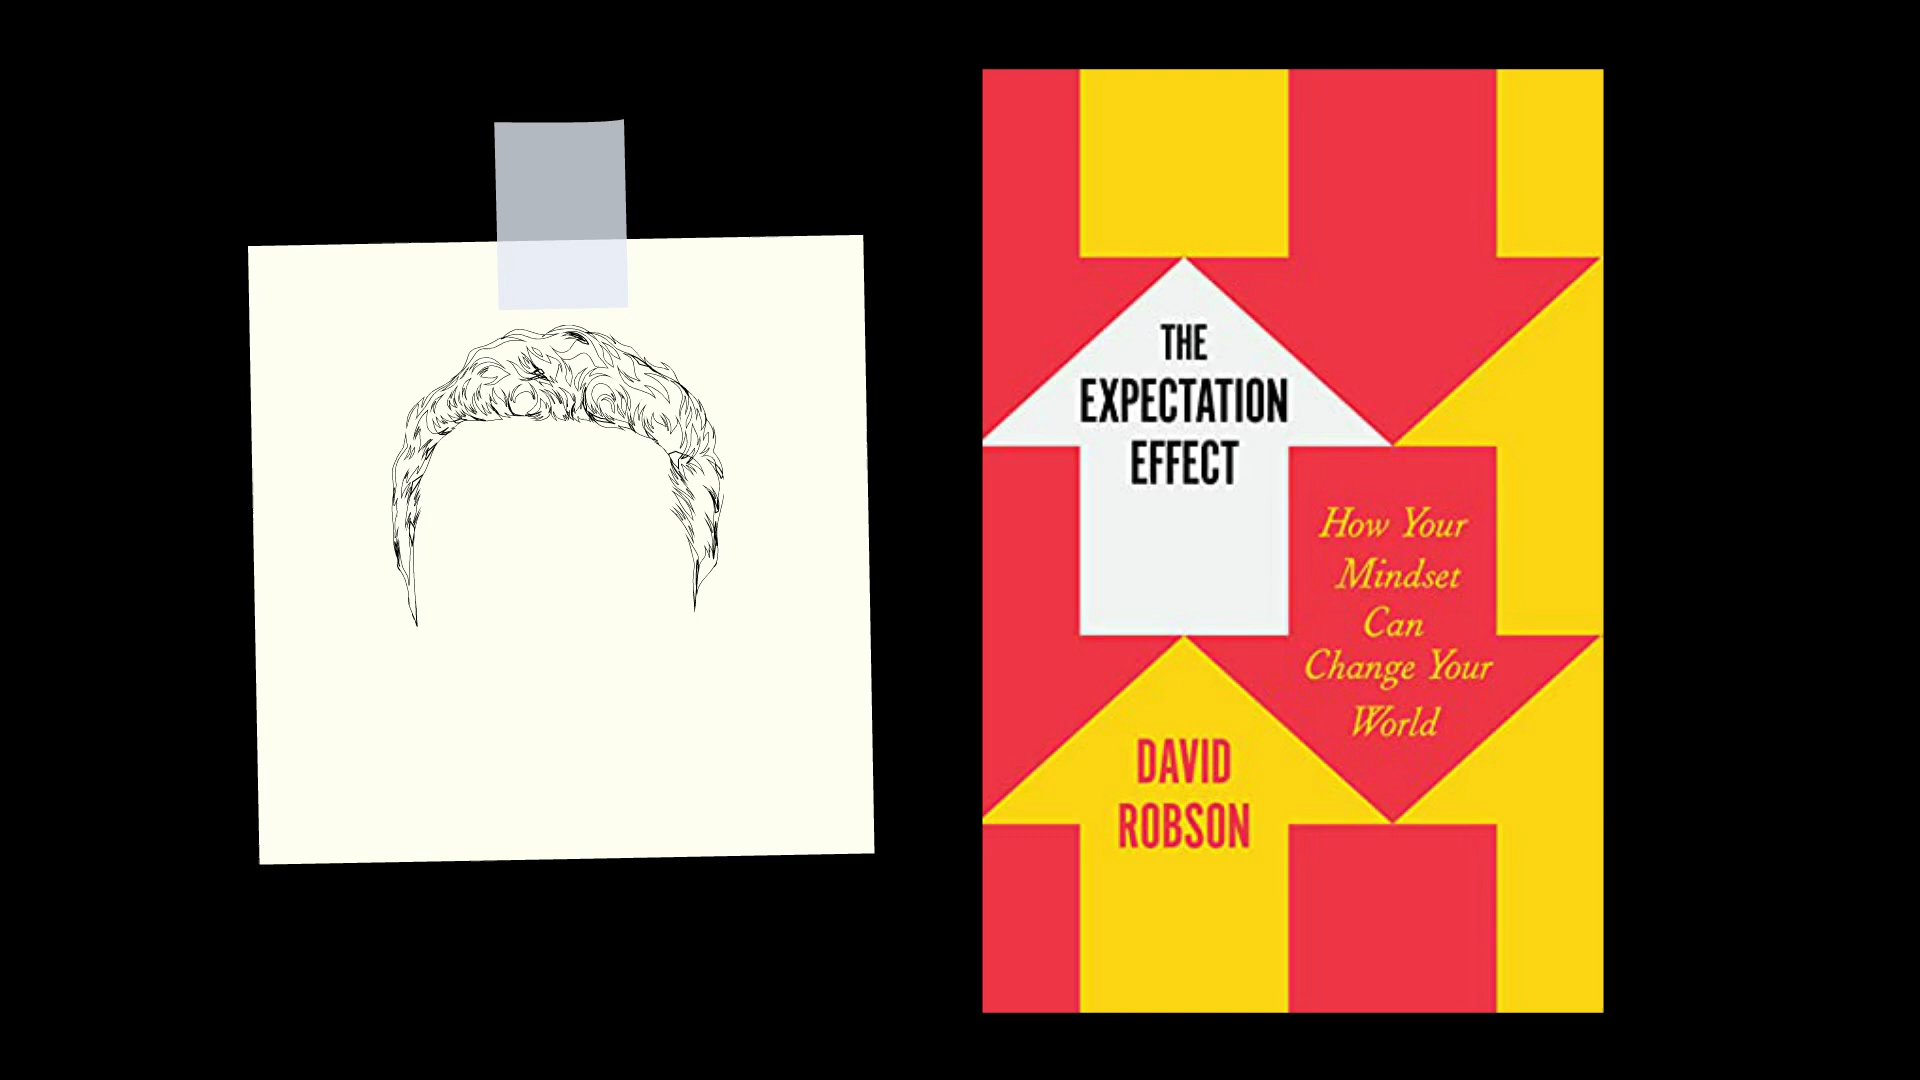 THE
EXPECTATION
EFFECT
How Your
Mindset
Can
Change Your
World
DAVID
ROBSON